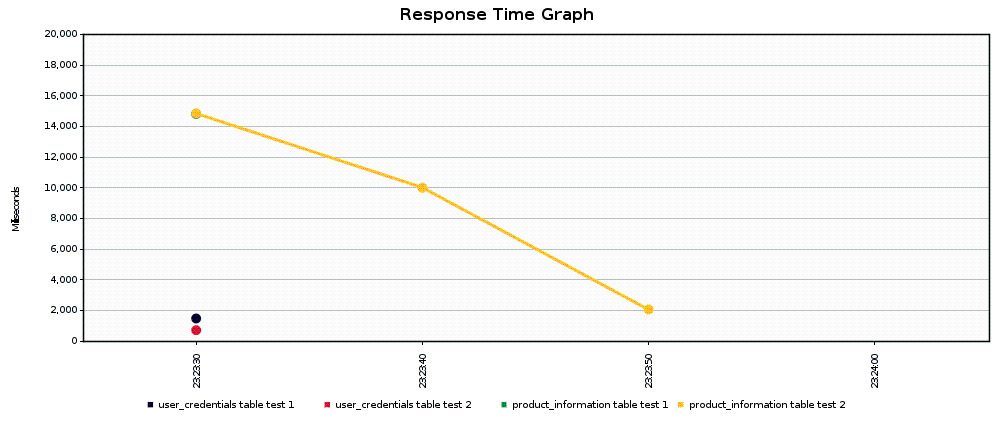 Response Time Graph
20,000
18,000
16,000
14,000
12,000
10,000
8,000
6,000
4,000
2,000
0
Milliseconds
23:23:30
23:23:40
23:23:50
23:24:00
user_credentials table test 1
user_credentials table test 2
product_information table test 1
product_information table test 2